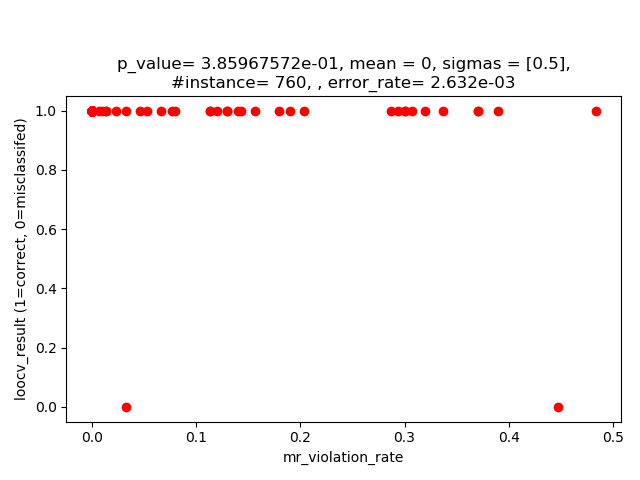 p_value= 3.85967572e-01, mean = 0, sigmas = [0.5],
#instance= 760, , error_rate= 2.632e-03
loocv_result (1=correct, 0=misclassifed)
1.0
0.8
0.6
0.4
0.2
0.0
0.0 0.1 0.2 0.3 0.4 0.5
mr_violation_rate